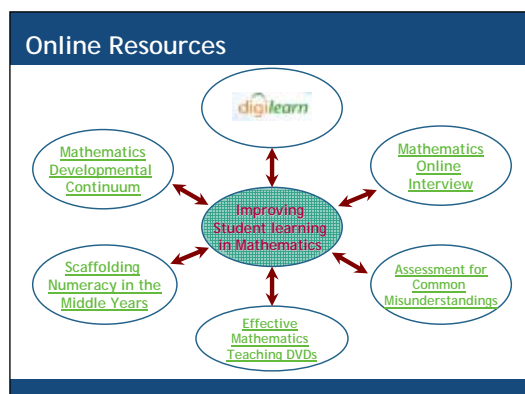 Online Resources
digilearn
Mathematics
Developmental
Continuum
Mathematics
Online
Interview
Improving
Student learning
in Mathematics
Scaffolding
Numeracy in the
Middle Years
Assessment for
Common
Misunderstandings
Effective
Mathematics
Teaching DVDs